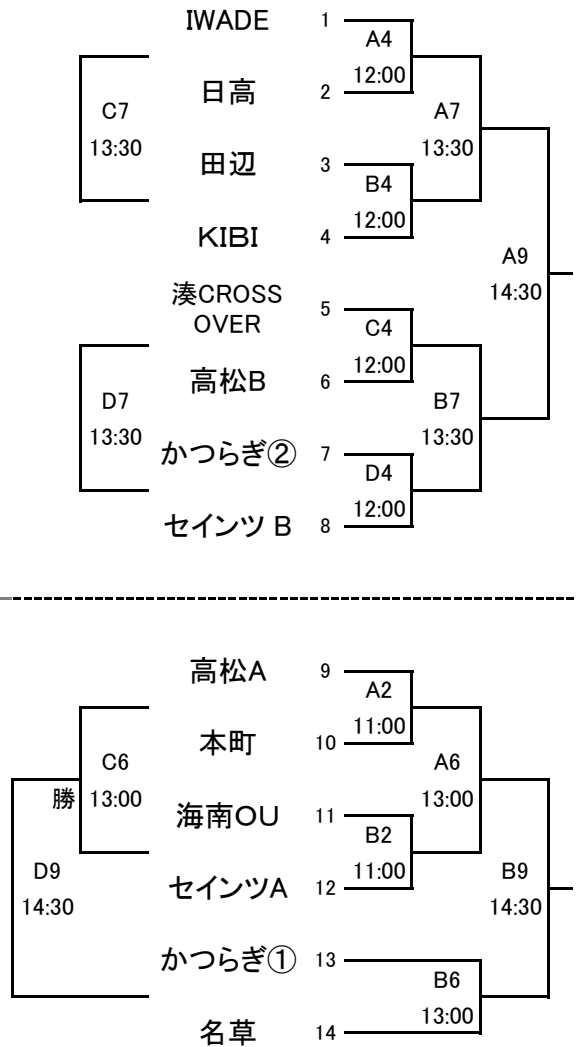 IWADE 1
A4
12:00
日高 2
C7
13:30
A7
13:30
田辺 3
B4
12:00
KIBI 4
A9
14:30
湊CROSS
OVER 5
C4
12:00
高松B 6
D7
13:30
B7
13:30
かつらぎ② 7
D4
12:00
セインツ B 8
高松A 9
A2
11:00
本町 10
C6
勝 13:00
A6
13:00
海南OU 11
B2
11:00
セインツA 12
D9
14:30
B9
14:30
かつらぎ① 13
B6
13:00
名草 14